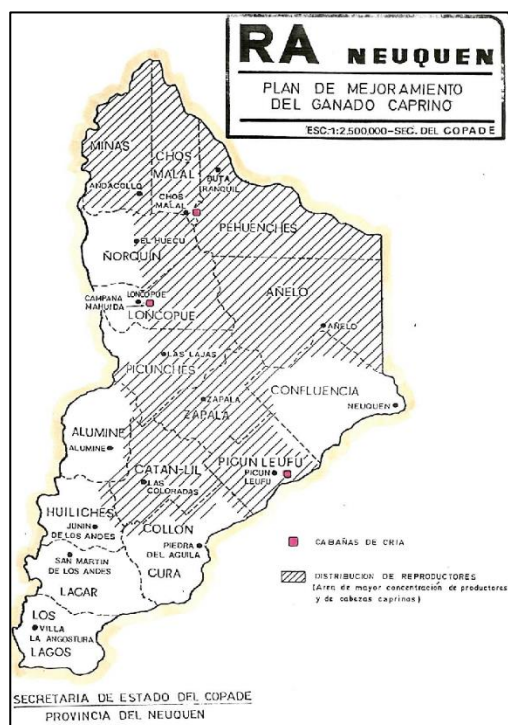 RA NEUQUEN
PLAN DE MEJORAMIENTO
DEL GANADO CAPRINO
ESC.:1:2.500.000-SEG. DEL COPADE
MINAS
CHOS
MALAL
BUTA
RANQUIL
ANDACOLLO
CHOS
MALAL
PEHUENCHES
EL HUECU
ÑORQUIN
AÑELO
CAMPANA
MAHUIDA
LONCOPUE
LONCOPUE
AÑELO
LAS LAJAS
PICUNCHES
CONFLUENCIA
ZAPALA
NEUQUEN
ZAPALA
ALUMINE
ALUMINE
PICUN LEUFU
CATAN-LIL
PICUN
LEUFU
LAS
COLORADAS
HUILICHES
JUNIN
DE LOS ANDES
COLLON
PIEDRA
DEL AGUILA
CURA
SAN MARTIN
DE LOS ANDES
LACAR
LOS
VILLA
LA ANGOSTURA
LAGOS
CABAÑAS DE CRIA
DISTRIBUCION DE REPRODUCTORES
(Area de mayor concentración de productores
y de cabezas caprinas)
SECRETARIA DE ESTADO DEL COPADE
PROVINCIA DEL NEUQUEN